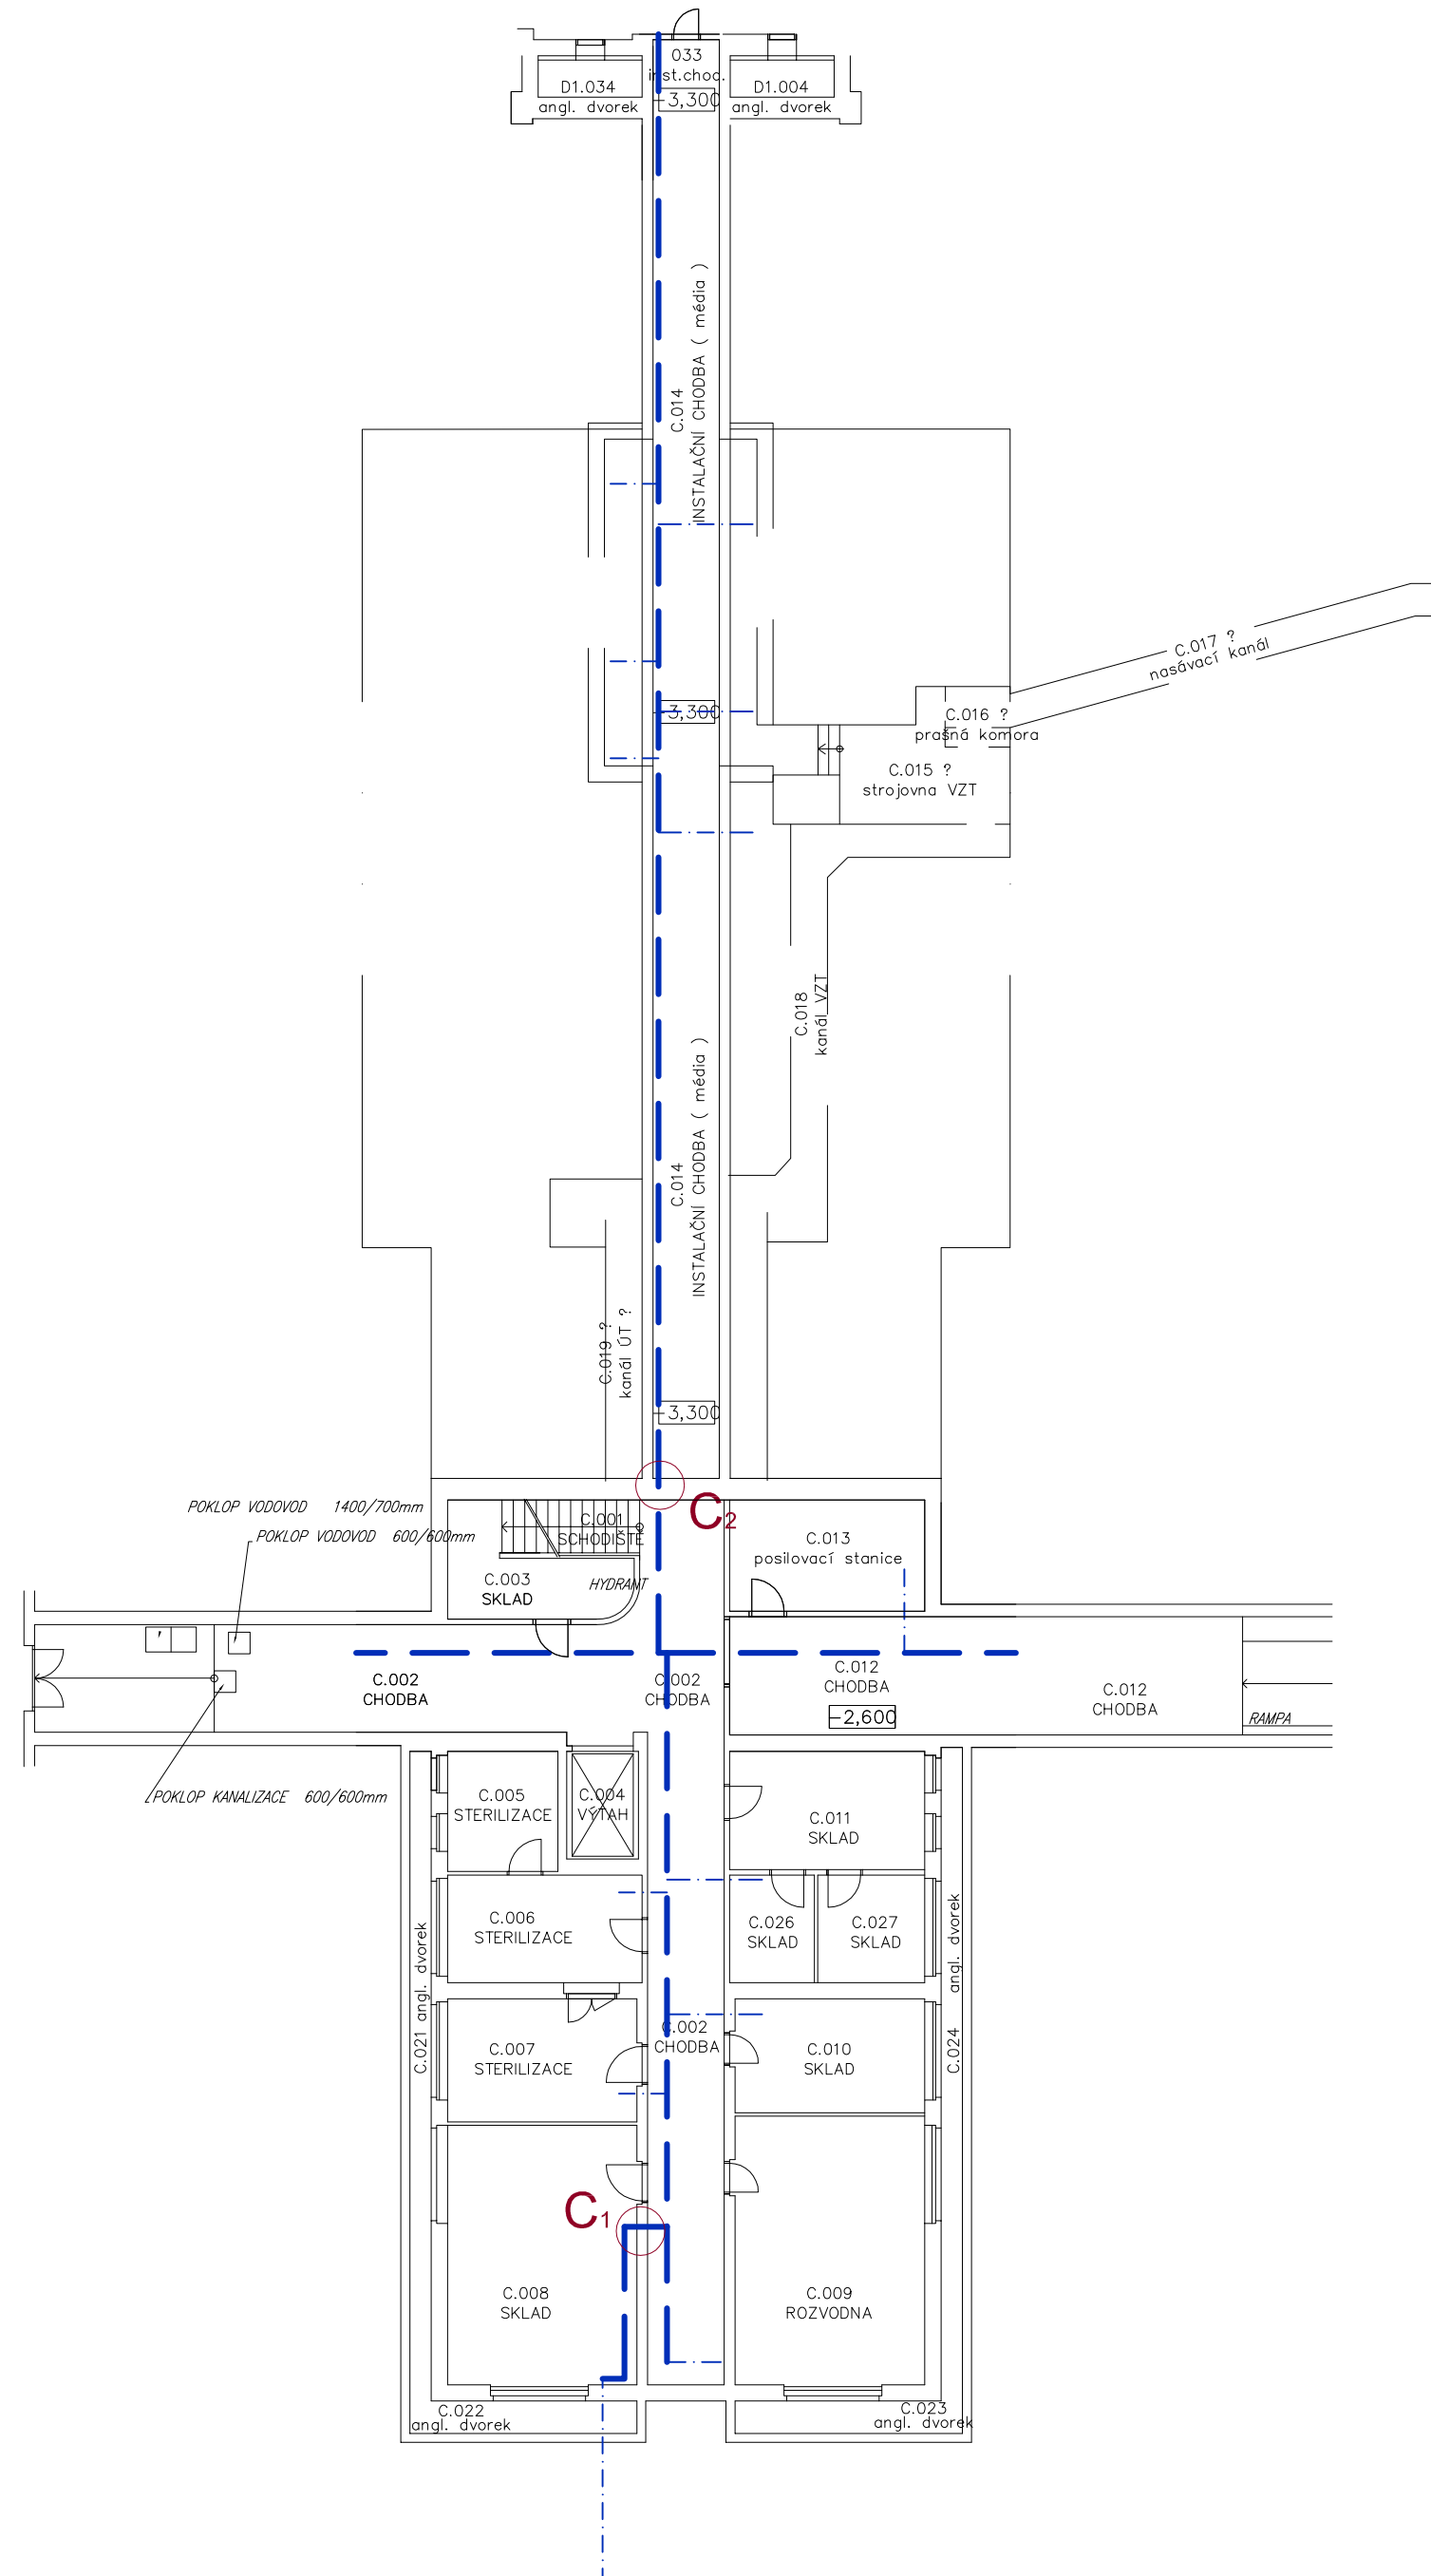 033
inst.chod.
-3,300
D1.034
angl. dvorek
D1.004
angl. dvorek
C.014
INSTALAČNÍ CHODBA ( média )
C.017 ?
nasávací kanál
-3,300
C.016 ?
prašná komora
C.015 ?
strojovna VZT
C.018
kanál VZT
C.014
INSTALAČNÍ CHODBA ( média )
C.019 ?
kanál ÚT ?
-3,300
C2
POKLOP VODOVOD 1400/700mm
POKLOP VODOVOD 600/600mm
C.001
SCHODIŠTĚ
C.013
posilovací stanice
C.003
SKLAD
HYDRANT
C.002
CHODBA
C.002
CHODBA
C.012
CHODBA
-2,600
C.012
CHODBA
RAMPA
POKLOP KANALIZACE 600/600mm
C.005
STERILIZACE
C.004
VÝTAH
C.011
SKLAD
C.006
STERILIZACE
C.026
SKLAD
C.027
SKLAD
C.021 angl. dvorek
C.024 angl. dvorek
C.007
STERILIZACE
C.002
CHODBA
C.010
SKLAD
C1
C.008
SKLAD
C.009
ROZVODNA
C.022
angl. dvorek
C.023
angl. dvorek